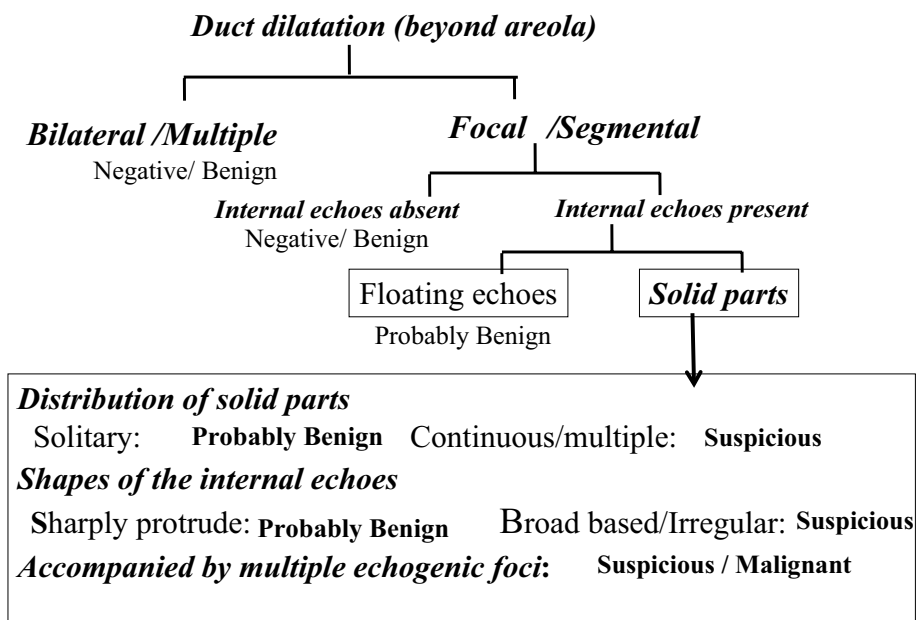 Duct dilatation (beyond areola)
Bilateral /Multiple
Negative/ Benign
Focal /Segmental
Internal echoes absent
Negative/ Benign
Internal echoes present
Floating echoes
Probably Benign
Solid parts
Distribution of solid parts
Solitary: Probably Benign Continuous/multiple: Suspicious
Shapes of the internal echoes
Sharply protrude: Probably Benign Broad based/Irregular: Suspicious
Accompanied by multiple echogenic foci: Suspicious / Malignant